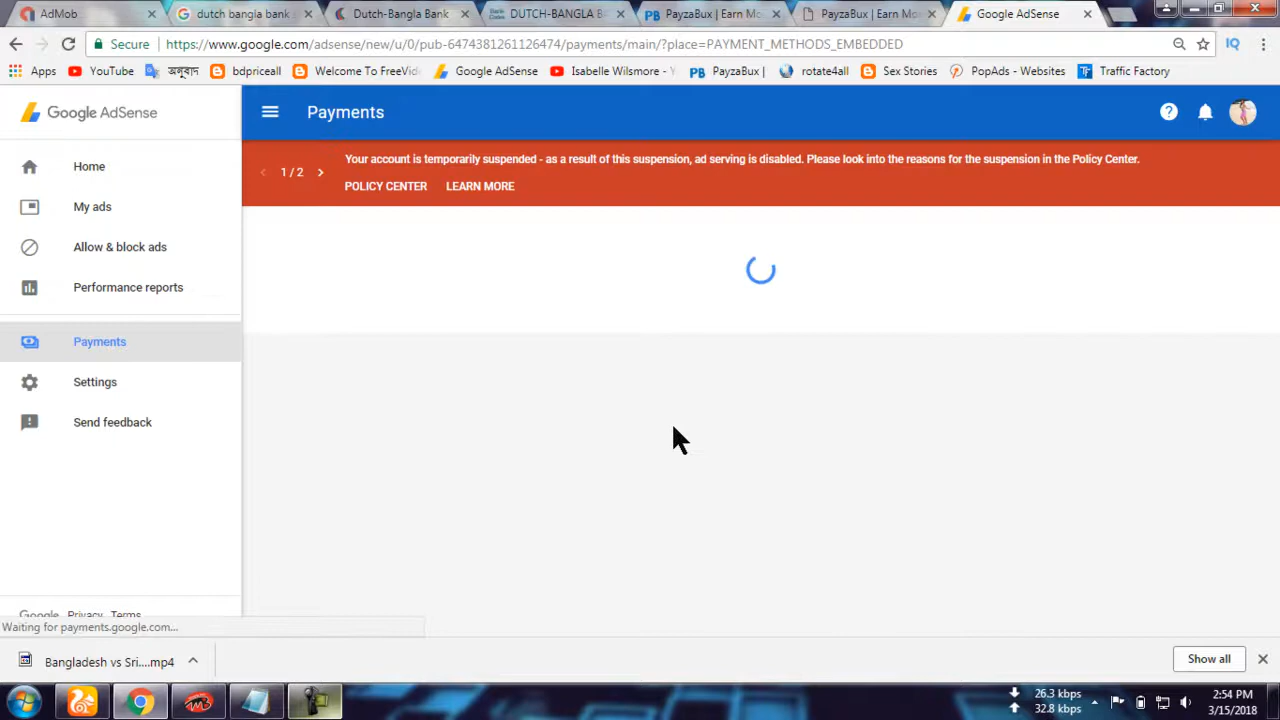 AdMob
dutch bangla bank
Dutch-Bangla Bank
DUTCH-BANGLA B
PayzaBux | Earn Mo
PayzaBux | Earn Mo
Google AdSense
Secure
https://www.google.com/adsense/new/u/0/pub-6474381261126474/payments/main/?place=PAYMENT_METHODS_EMBEDDED
Apps
YouTube
অনুবাদ
bdpriceall
Welcome To FreeVid
Google AdSense
Isabelle Wilsmore - Y
PayzaBux |
rotate4all
Sex Stories
PopAds - Websites
Traffic Factory
Google AdSense
Payments
Home
My ads
Allow & block ads
Performance reports
Payments
Settings
Send feedback
1 / 2
Your account is temporarily suspended - as a result of this suspension, ad serving is disabled. Please look into the reasons for the suspension in the Policy Center.
POLICY CENTER LEARN MORE
Google Privacy Terms
Waiting for payments.google.com...
Bangladesh vs Sri....mp4
Show all
26.3 kbps
32.8 kbps
2:54 PM
3/15/2018